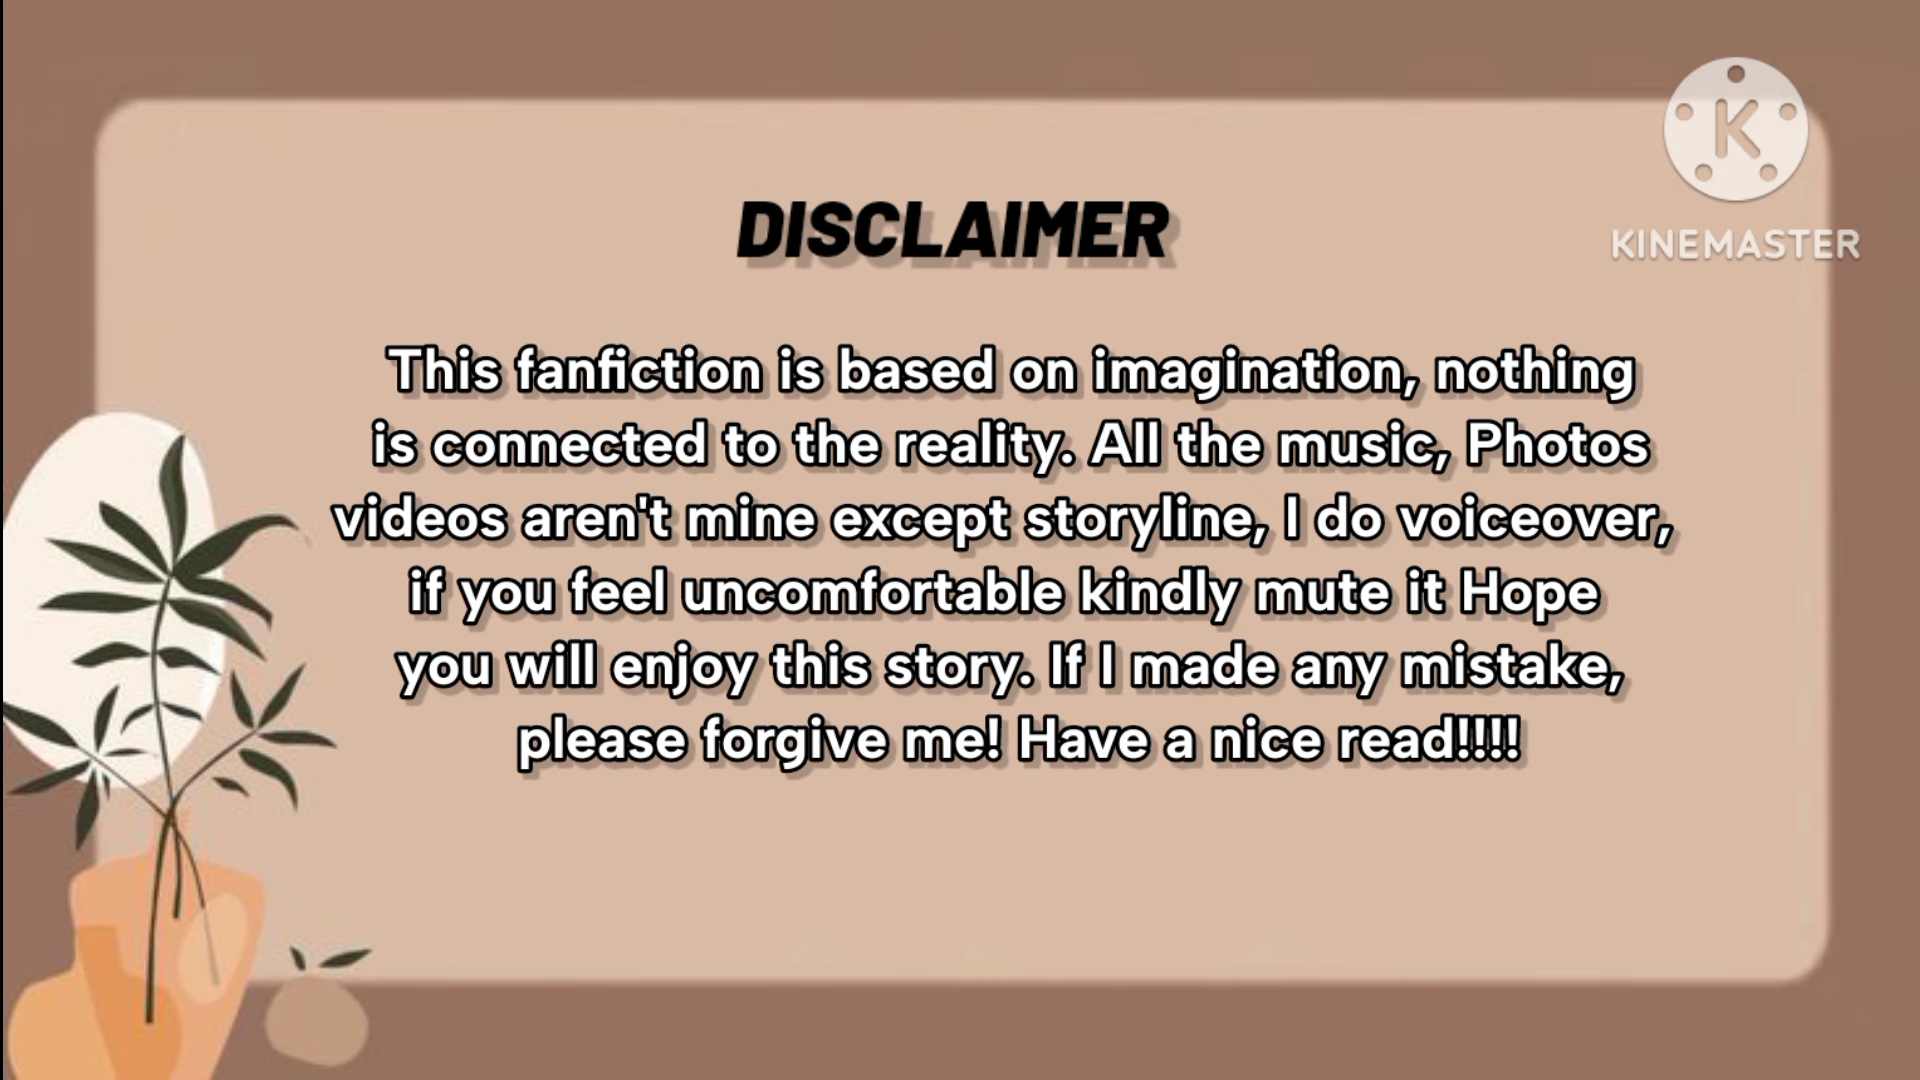 DISCLAIMER
K
KINEMASTER
This fanfiction is based on imagination, nothing
is connected to the reality. All the music, Photos
videos aren't mine except storyline, I do voiceover,
if you feel uncomfortable kindly mute it Hope
you will enjoy this story. If I made any mistake,
please forgive me! Have a nice read!!!!